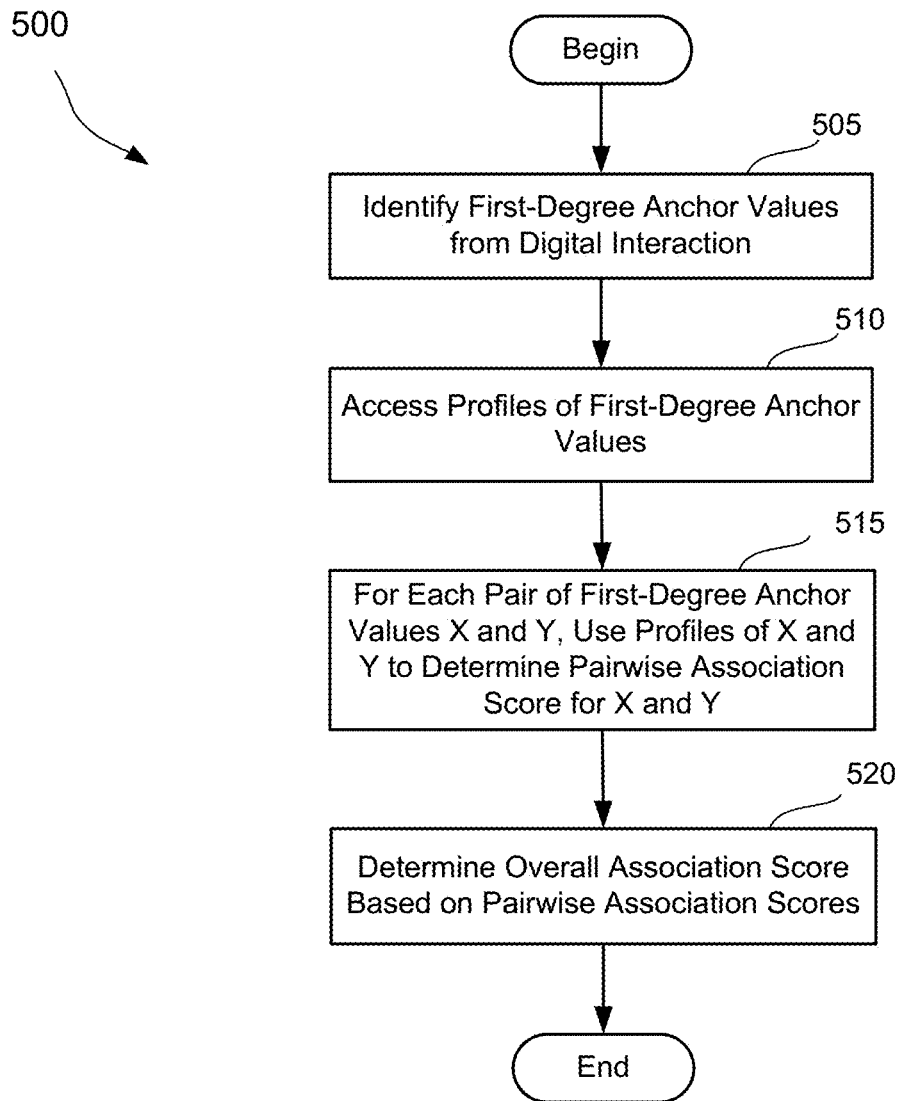 500
Begin
505
Identify First-Degree Anchor Values
from Digital Interaction
510
Access Profiles of First-Degree Anchor
Values
515
For Each Pair of First-Degree Anchor
Values X and Y, Use Profiles of X and
Y to Determine Pairwise Association
Score for X and Y
520
Determine Overall Association Score
Based on Pairwise Association Scores
End